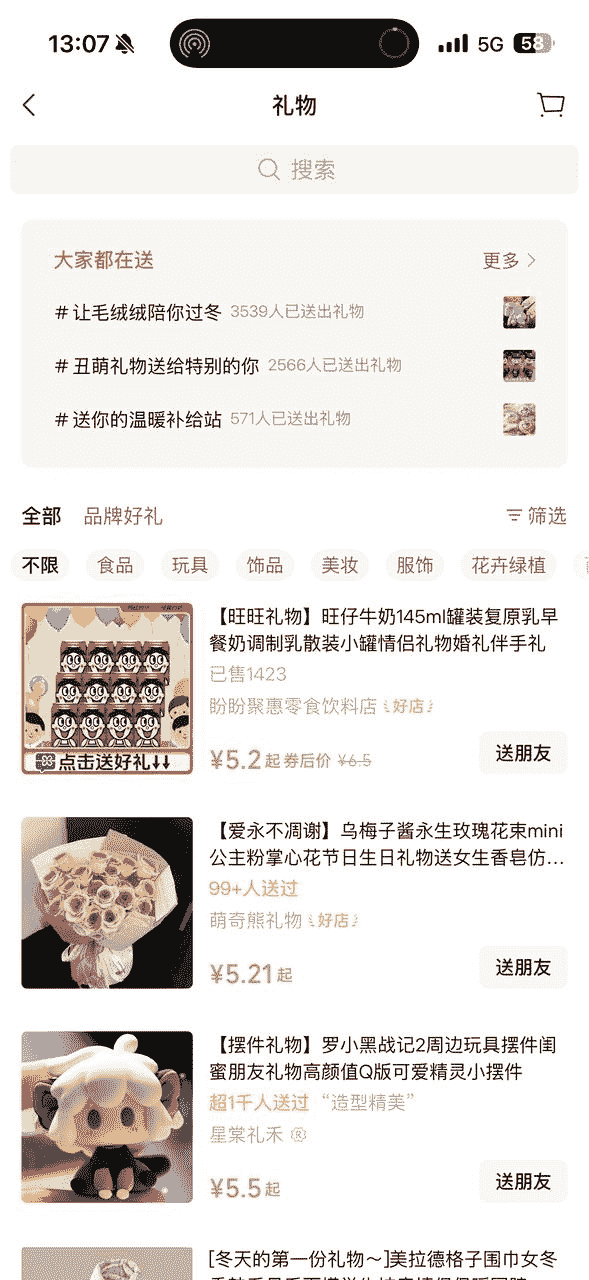 13:07
5G
58
礼物
搜索
大家都在送
更多
# 让毛绒绒陪你过冬 3539人已送出礼物
# 丑萌礼物送给特别的你 2566人已送出礼物
# 送你的温暖补给站 571人已送出礼物
全部 品牌好礼 筛选
不限 食品 玩具 饰品 美妆 服饰 花卉绿植
【旺旺礼物】旺仔牛奶145ml罐装复原乳早
餐奶调制乳散装小罐情侣礼物婚礼伴手礼
已售1423
盼盼聚惠零食饮料店 好店
¥5.2起 券后价 ¥6.5
送朋友
点击送好礼↓↓
【爱永不凋谢】乌梅子酱永生玫瑰花束mini
公主粉掌心花节日生日礼物送女生香皂仿...
99+人送过
萌奇熊礼物 好店
¥5.21起
送朋友
【摆件礼物】罗小黑战记2周边玩具摆件闺
蜜朋友礼物高颜值Q版可爱精灵小摆件
超1千人送过 “造型精美”
星棠礼禾 R
¥5.5起
送朋友
[冬天的第一份礼物～]美拉德格子围巾女冬